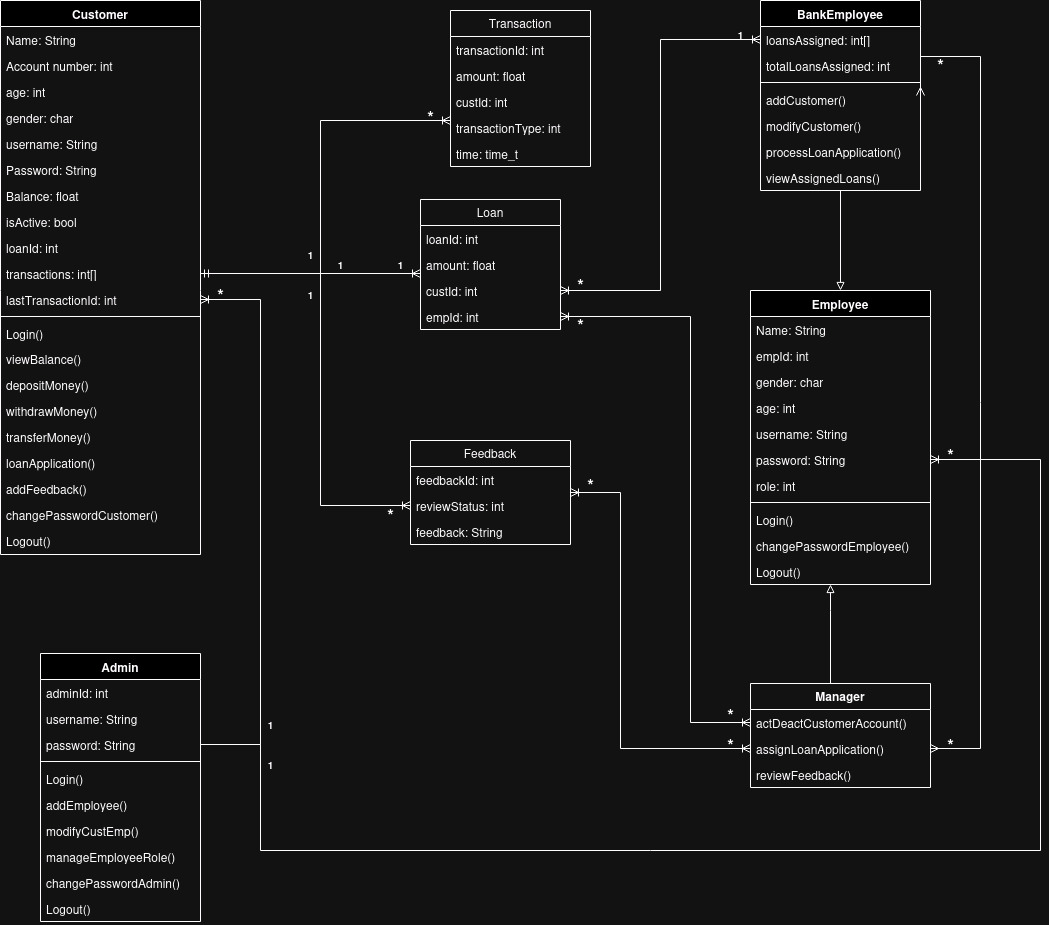 Customer
Name: String
Account number: int
age: int
gender: char
username: String
Password: String
Balance: float
isActive: bool
loanId: int
transactions: int[]
lastTransactionId: int
Login()
viewBalance()
depositMoney()
withdrawMoney()
transferMoney()
loanApplication()
addFeedback()
changePasswordCustomer()
Logout()
Transaction
transactionId: int
amount: float
custId: int
transactionType: int
time: time_t
*
Loan
loanId: int
amount: float
custId: int
empId: int
1
1
1
1
*
*
*
Feedback
feedbackId: int
reviewStatus: int
feedback: String
*
*
BankEmployee
loansAssigned: int[]
totalLoansAssigned: int
addCustomer()
modifyCustomer()
processLoanApplication()
viewAssignedLoans()
1
*
Employee
Name: String
empId: int
gender: char
age: int
username: String
password: String
role: int
Login()
changePasswordEmployee()
Logout()
*
Admin
adminId: int
username: String
password: String
Login()
addEmployee()
modifyCustEmp()
manageEmployeeRole()
changePasswordAdmin()
Logout()
1
1
Manager
actDeactCustomerAccount()
assignLoanApplication()
reviewFeedback()
*
*
*